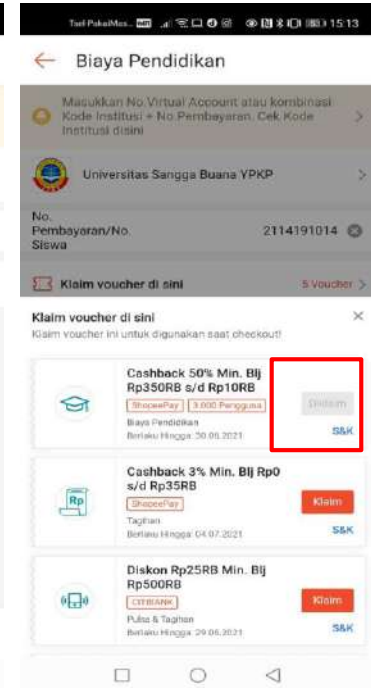 Tsel-PakaiMas... 15:13
Biaya Pendidikan
Masukkan No.Virtual Account atau kombinasi
Kode Institusi + No.Pembayaran. Cek Kode
Institusi disini
Universitas Sangga Buana YPKP
No.
Pembayaran/No.
Siswa
2114191014
Klaim voucher di sini
5 Voucher
Klaim voucher di sini
Klaim voucher ini untuk digunakan saat checkout!
Cashback 50% Min. Blj
Rp350RB s/d Rp10RB
ShopeePay 3.000 Pengguna
Diklaim
Biaya Pendidikan
Berlaku Hingga: 30.06.2021
S&K
Cashback 3% Min. Blj Rp0
s/d Rp35RB
Rp
ShopeePay
Klaim
Tagihan
Berlaku Hingga: 04.07.2021
S&K
Diskon Rp25RB Min. Blj
Rp500RB
CITIBANK
Klaim
Pulsa & Tagihan
Berlaku Hingga: 29.06.2021
S&K